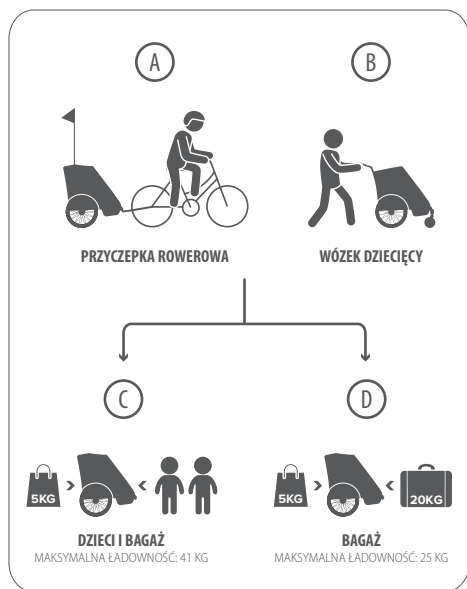 A
B
PRZYCZEPKA ROWEROWA
WÓZEK DZIECIĘCY
C
D
5KG
5KG
20KG
DZIECI I BAGAŻ
MAKSYMALNA ŁADOWNOŚĆ: 41 KG
BAGAŻ
MAKSYMALNA ŁADOWNOŚĆ: 25 KG